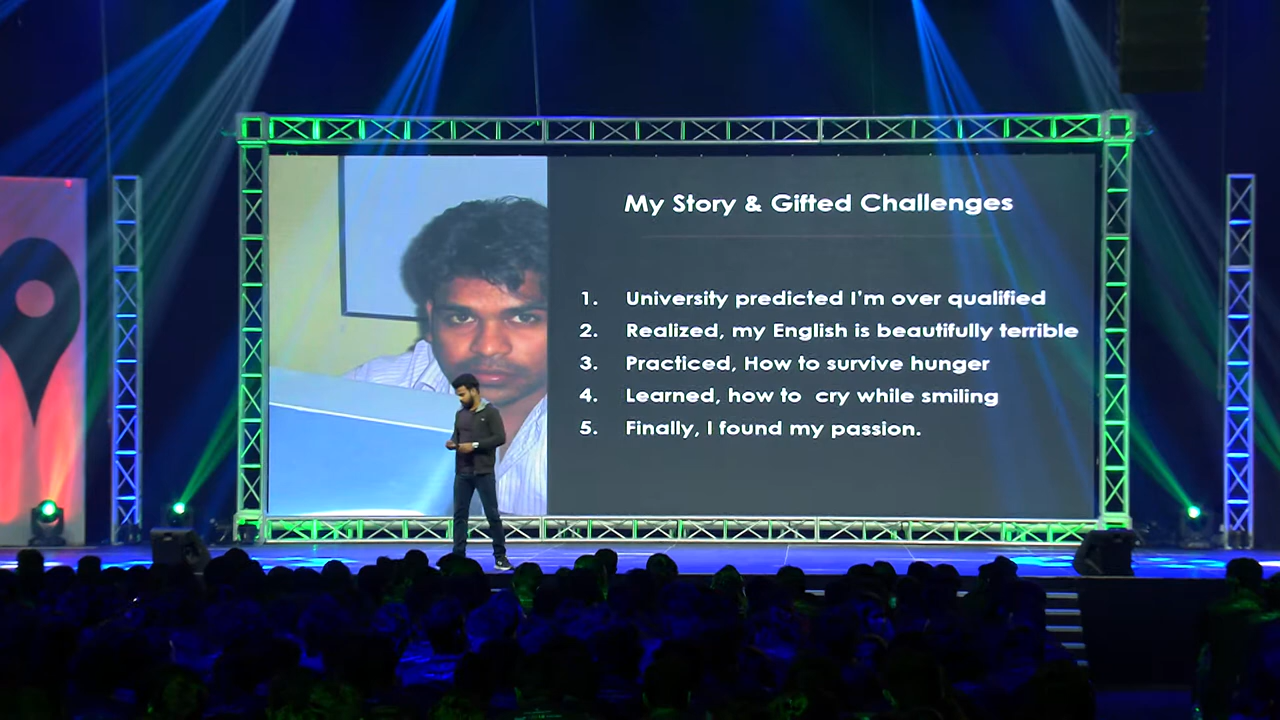 My Story & Gifted Challenges
1. University predicted I'm over qualified
2. Realized, my English is beautifully terrible
3. Practiced, How to survive hunger
4. Learned, how to cry while smiling
5. Finally, I found my passion.